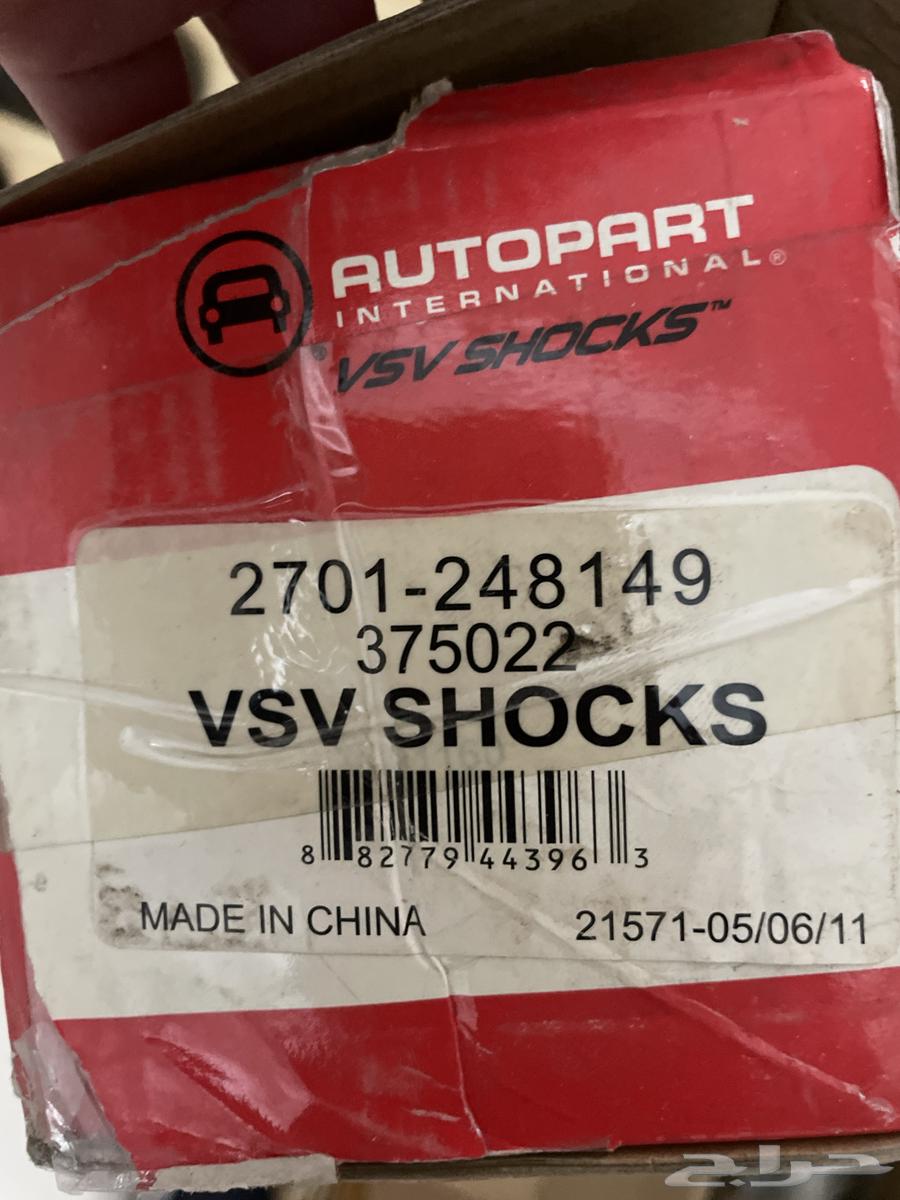 AUTOPART
INTERNATIONAL®
VSV SHOCKS™
2701-248149
375022
VSV SHOCKS
8 82779 44396 3
MADE IN CHINA
21571-05/06/11
حراج